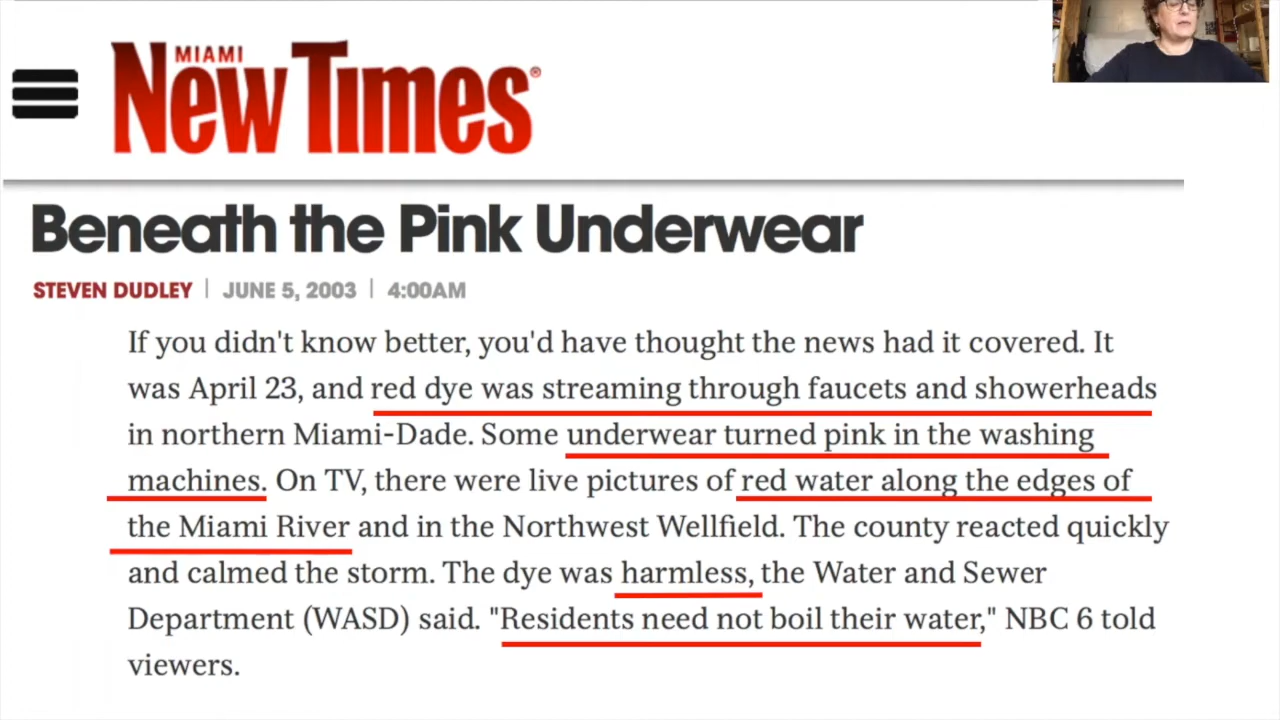 MIAMI
New Times®
Beneath the Pink Underwear
STEVEN DUDLEY | JUNE 5, 2003 | 4:00AM
If you didn't know better, you'd have thought the news had it covered. It
was April 23, and red dye was streaming through faucets and showerheads
in northern Miami-Dade. Some underwear turned pink in the washing
machines. On TV, there were live pictures of red water along the edges of
the Miami River and in the Northwest Wellfield. The county reacted quickly
and calmed the storm. The dye was harmless, the Water and Sewer
Department (WASD) said. "Residents need not boil their water," NBC 6 told
viewers.